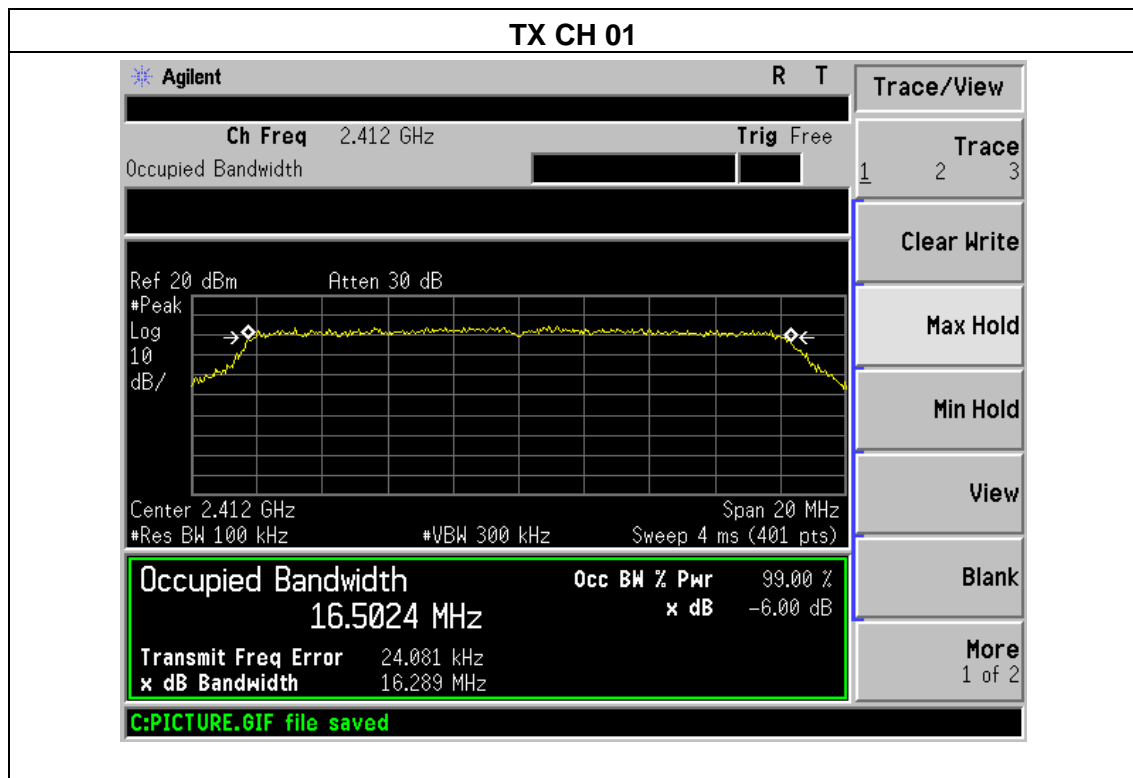 TX CH 01
Agilent
R T
Trace/View
Ch Freq 2.412 GHz
Trig Free
Occupied Bandwidth
Trace
1 2 3
Clear Write
Ref 20 dBm
Atten 30 dB
#Peak
Log
10
dB/
Max Hold
Min Hold
View
Center 2.412 GHz
Span 20 MHz
#Res BW 100 kHz
#VBW 300 kHz
Sweep 4 ms (401 pts)
Occupied Bandwidth
16.5024 MHz
Occ BW % Pwr 99.00 %
x dB -6.00 dB
Blank
Transmit Freq Error 24.081 kHz
x dB Bandwidth 16.289 MHz
More
1 of 2
C:PICTURE.GIF file saved